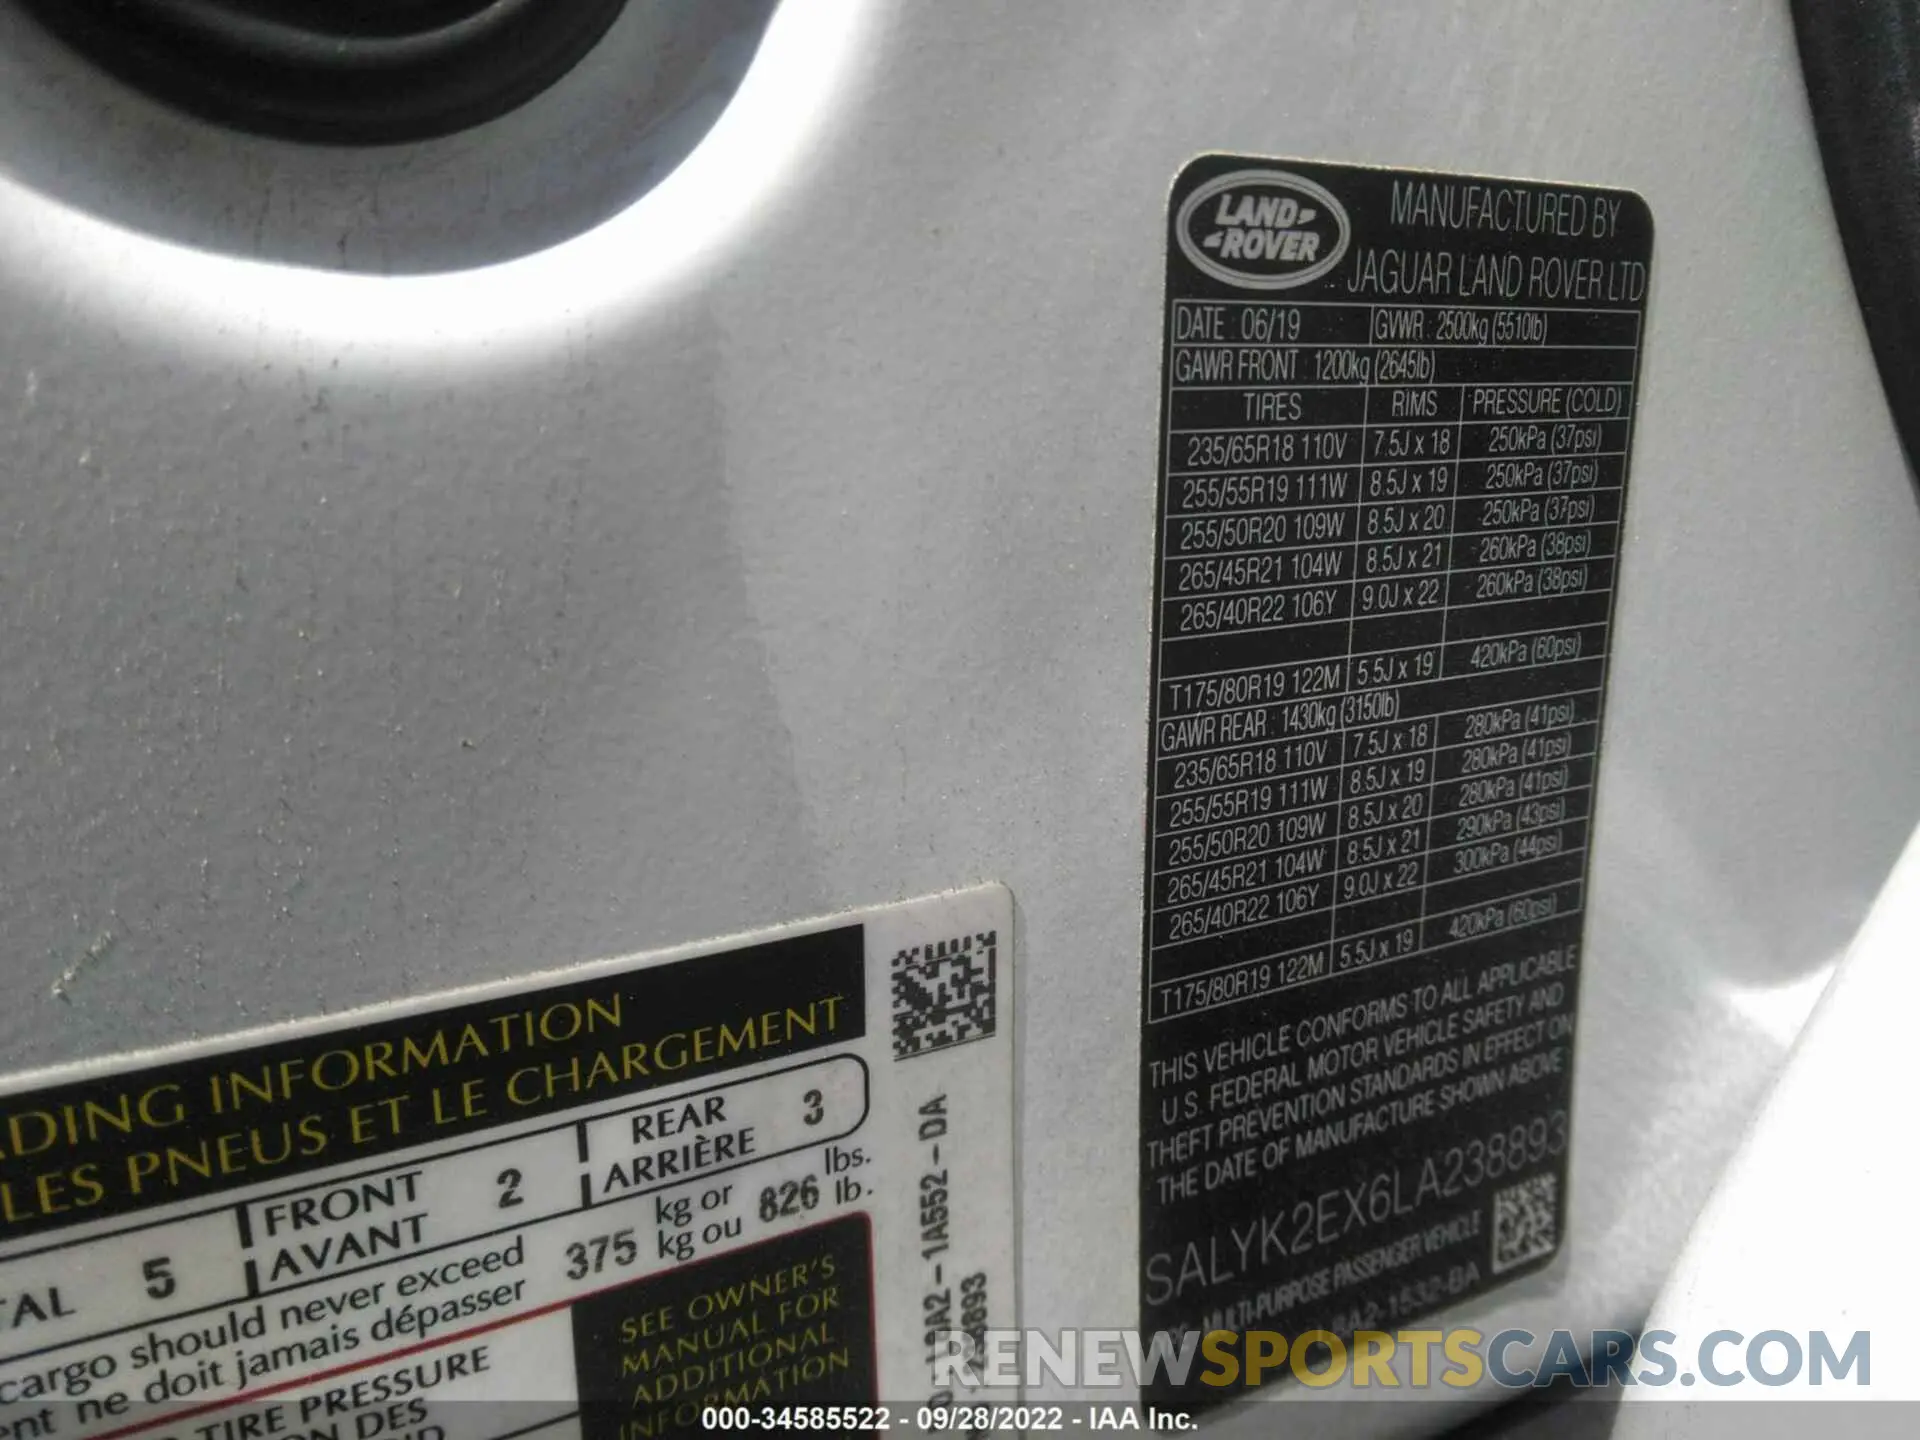 LAND ROVER
MANUFACTURED BY
JAGUAR LAND ROVER LTD
DATE : 06/19 GVWR : 2500kg (5510lb)
GAWR FRONT : 1200kg (2645lb)
TIRES RIMS PRESSURE (COLD)
235/65R18 110V 7.5J x 18 250kPa (37psi)
255/55R19 111W 8.5J x 19 250kPa (37psi)
255/50R20 109W 8.5J x 20 250kPa (37psi)
265/45R21 104W 8.5J x 21 260kPa (38psi)
265/40R22 106Y 9.0J x 22 260kPa (38psi)
T175/80R19 122M 5.5J x 19 420kPa (60psi)
GAWR REAR : 1430kg (3150lb)
235/65R18 110V 7.5J x 18 280kPa (41psi)
255/55R19 111W 8.5J x 19 280kPa (41psi)
255/50R20 109W 8.5J x 20 280kPa (41psi)
265/45R21 104W 8.5J x 21 290kPa (43psi)
265/40R22 106Y 9.0J x 22 300kPa (44psi)
T175/80R19 122M 5.5J x 19 420kPa (60psi)
THIS VEHICLE CONFORMS TO ALL APPLICABLE
U.S. FEDERAL MOTOR VEHICLE SAFETY AND
THEFT PREVENTION STANDARDS IN EFFECT ON
THE DATE OF MANUFACTURE SHOWN ABOVE
SALYK2EX6LA238893
MULTI-PURPOSE PASSENGER VEHICLE
8A2-1532-BA
DING INFORMATION
LES PNEUS ET LE CHARGEMENT
TAL 5 FRONT AVANT 2 REAR ARRIÈRE 3
cargo should never exceed 375 kg or 826 lbs.
ent ne doit jamais dépasser kg ou lb.
TIRE PRESSURE
ON DES
SEE OWNER'S
MANUAL FOR
ADDITIONAL
INFORMATION
A2-1A552-DA
238893
RENEWSPORTSCARS.COM
000-34585522 - 09/28/2022 - IAA Inc.